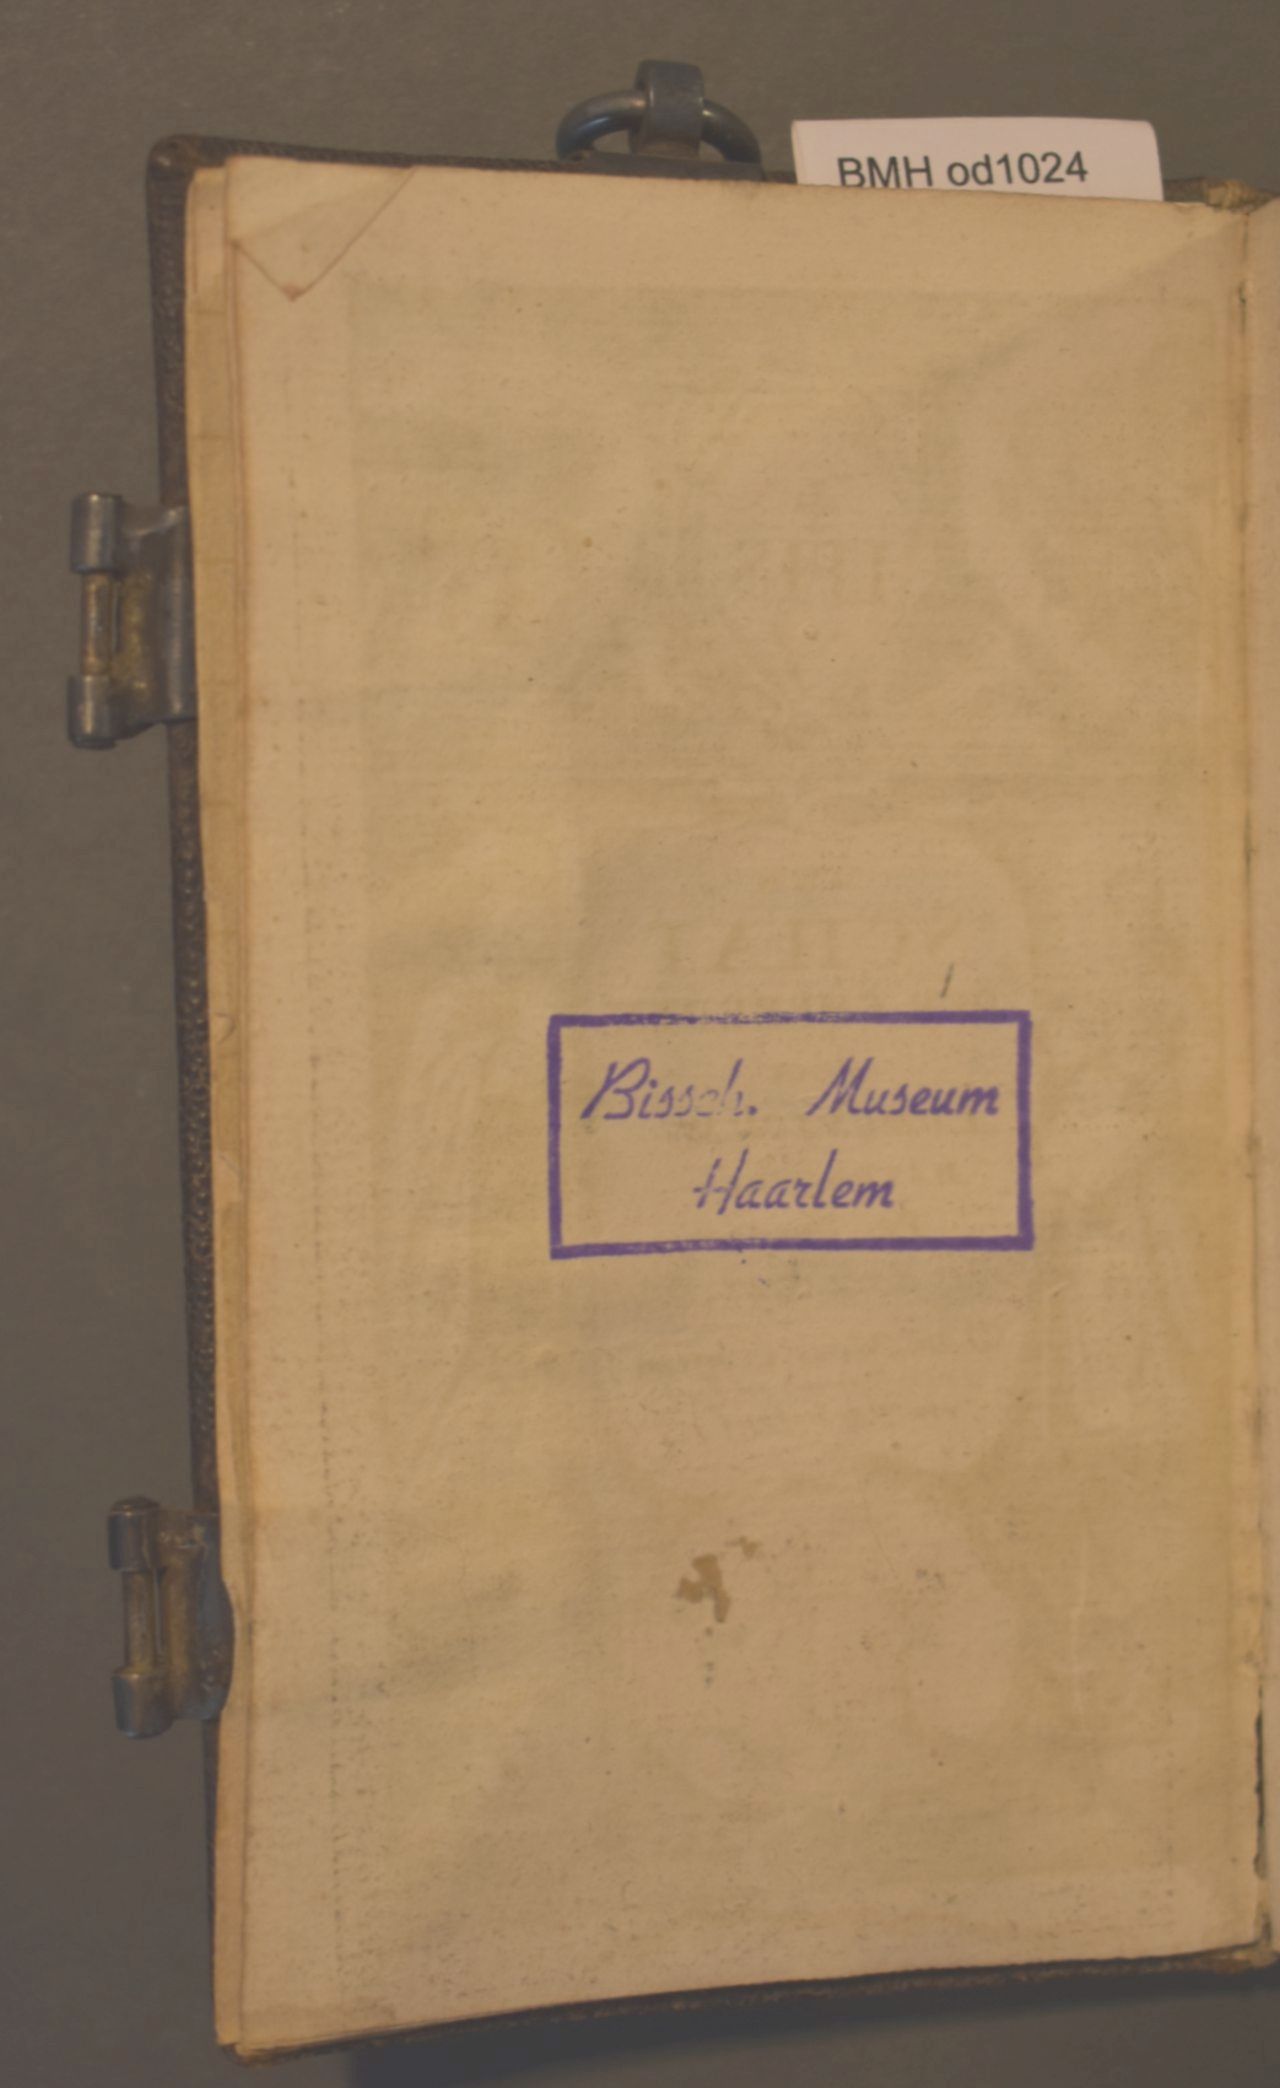 BMH od1024
Bissch. Museum
Haarlem